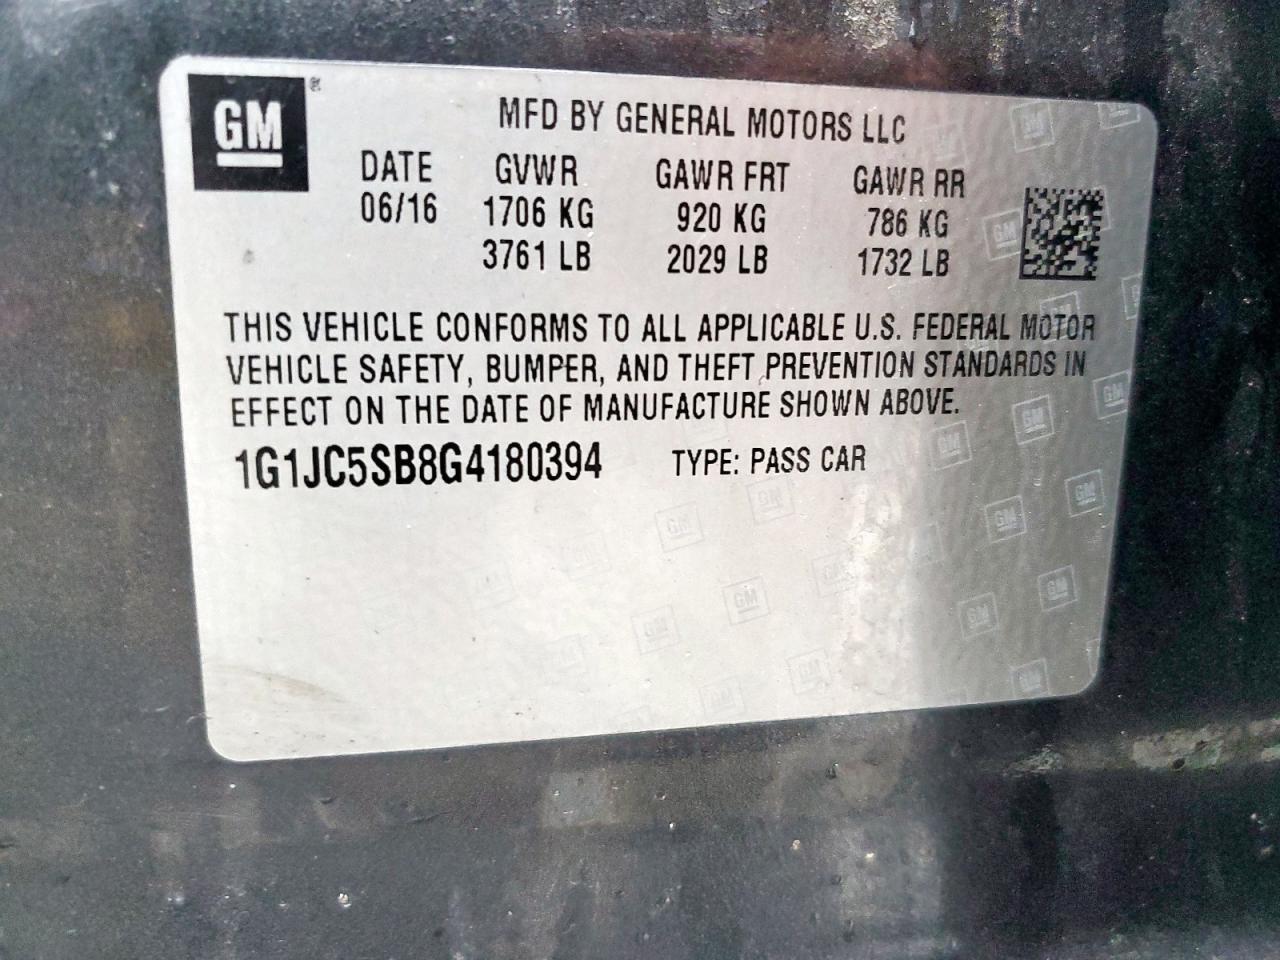 GM®
MFD BY GENERAL MOTORS LLC
DATE GVWR GAWR FRT GAWR RR
06/16 1706 KG 920 KG 786 KG
3761 LB 2029 LB 1732 LB
THIS VEHICLE CONFORMS TO ALL APPLICABLE U.S. FEDERAL MOTOR
VEHICLE SAFETY, BUMPER, AND THEFT PREVENTION STANDARDS IN
EFFECT ON THE DATE OF MANUFACTURE SHOWN ABOVE.
1G1JC5SB8G4180394 TYPE: PASS CAR